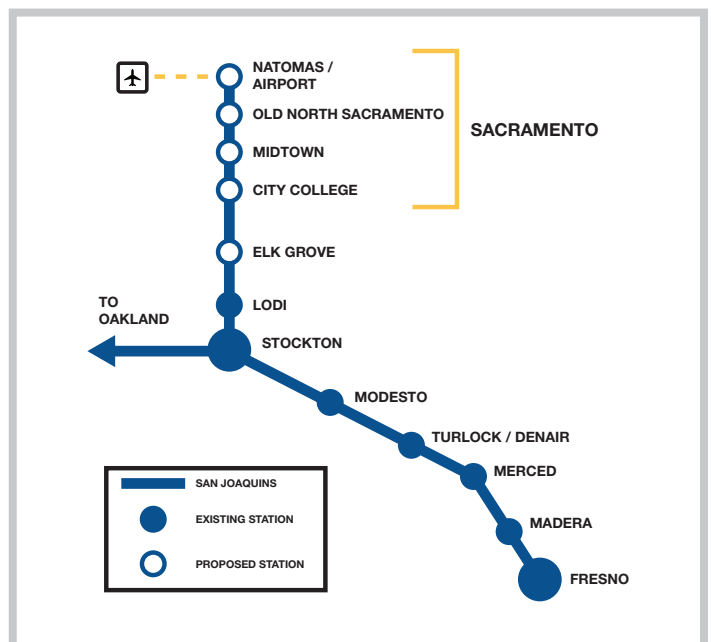 NATOMAS /
AIRPORT
OLD NORTH SACRAMENTO
SACRAMENTO
MIDTOWN
CITY COLLEGE
ELK GROVE
TO
OAKLAND
LODI
STOCKTON
MODESTO
TURLOCK / DENAIR
MERCED
MADERA
FRESNO
SAN JOAQUINS
EXISTING STATION
PROPOSED STATION